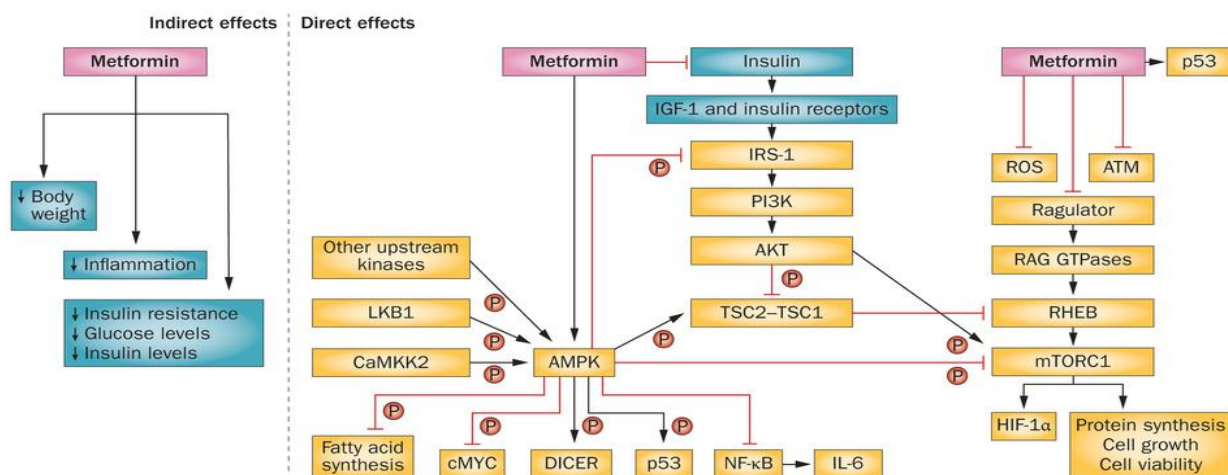 Indirect effects
Metformin
↓ Body
weight
↓ Inflammation
↓ Insulin resistance
↓ Glucose levels
↓ Insulin levels
Direct effects
Metformin
Insulin
IGF-1 and insulin receptors
IRS-1
P
PI3K
AKT
P
TSC2–TSC1
P
Other upstream
kinases
P
LKB1
P
CaMKK2
P
AMPK
P
Fatty acid
synthesis
P
cMYC
P
DICER
P
p53
NF-κB
IL-6
Metformin
p53
ROS
ATM
Ragulator
RAG GTPases
RHEB
P
mTORC1
P
HIF-1α
Protein synthesis
Cell growth
Cell viability